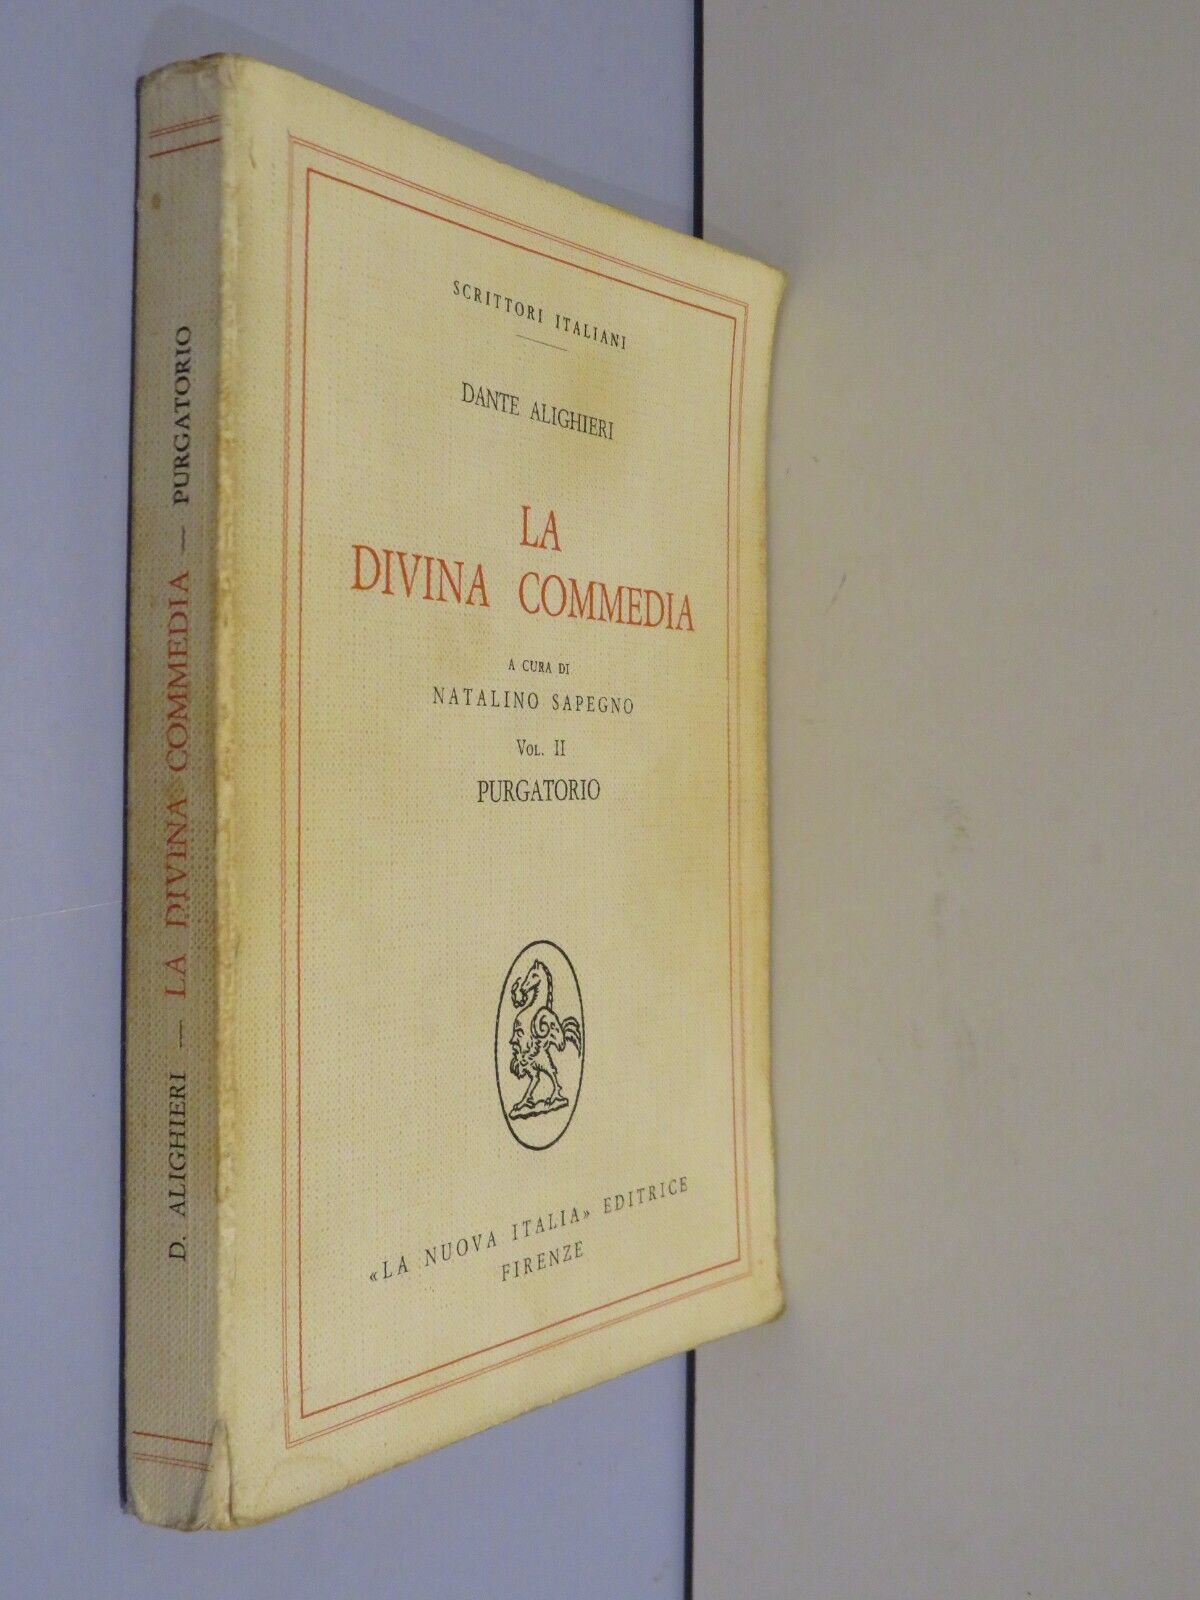 D. ALIGHIERI — LA DIVINA COMMEDIA — PURGATORIO
SCRITTORI ITALIANI
DANTE ALIGHIERI
LA
DIVINA COMMEDIA
A CURA DI
NATALINO SAPEGNO
VOL. II
PURGATORIO
«LA NUOVA ITALIA» EDITRICE
FIRENZE